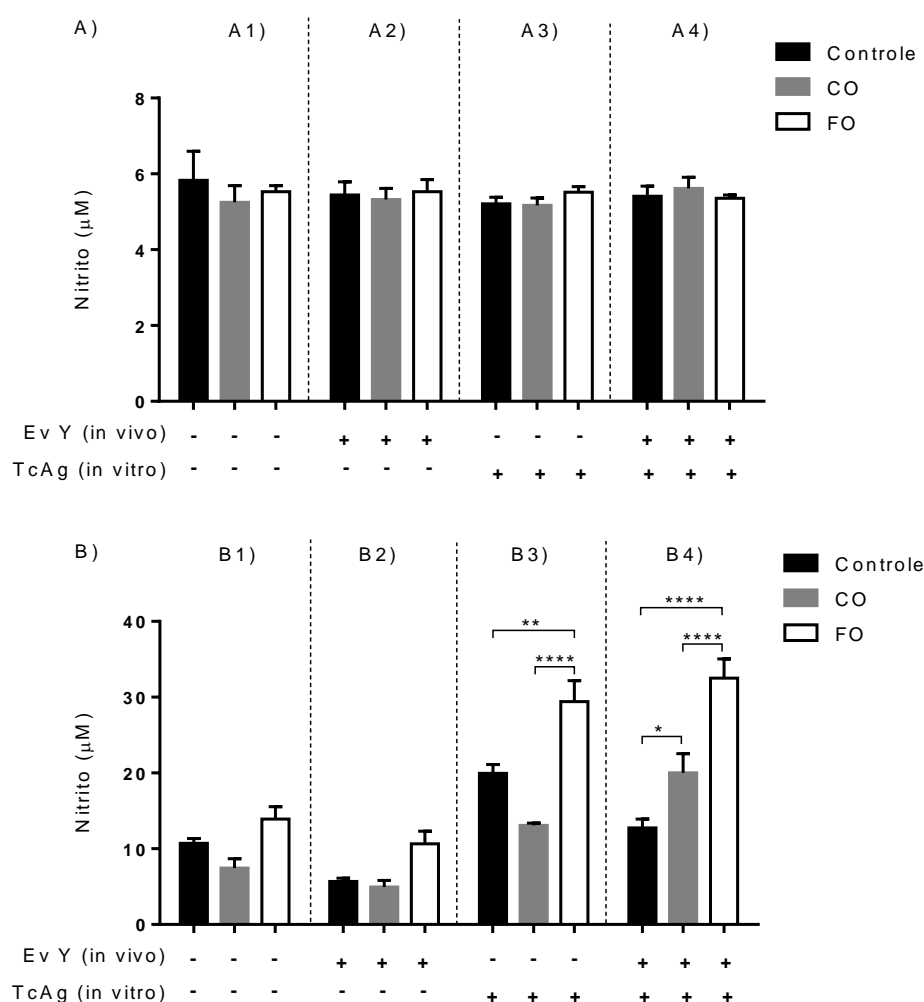 A)
A1)
A2)
A3)
A4)
Controle
CO
FO
Nitrito (μM)
8
6
4
2
0
Ev Y (in vivo) - - - + + + - - - + + +
TcAg (in vitro) - - - - - - + + + + + +
B)
B1)
B2)
B3)
B4)
Controle
CO
FO
Nitrito (μM)
40
30
20
10
0
**
****
****
****
*
Ev Y (in vivo) - - - + + + - - - + + +
TcAg (in vitro) - - - - - - + + + + + +